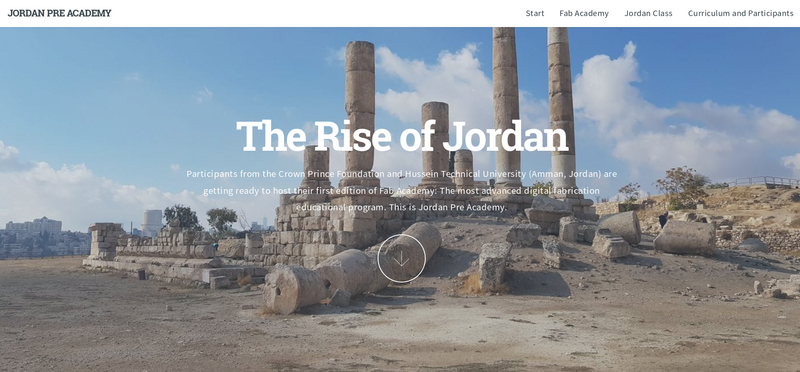 JORDAN PRE ACADEMY
Start Fab Academy Jordan Class Curriculum and Participants
The Rise of Jordan
Participants from the Crown Prince Foundation and Hussein Technical University (Amman, Jordan) are
getting ready to host their first edition of Fab Academy: The most advanced digital fabrication
educational program. This is Jordan Pre Academy.